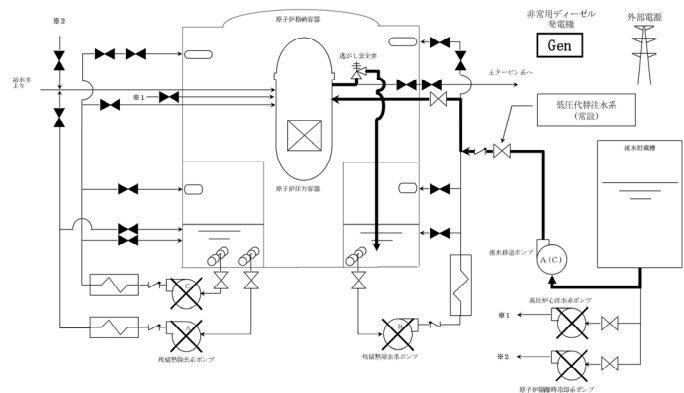 ※2
原子炉格納容器
逃がし安全弁
非常用ディーゼル
発電機
外部電源
Gen
給水系
より
※1
主タービン系へ
低圧代替注水系
(常設)
復水貯蔵槽
原子炉圧力容器
復水移送ポンプ
A(C)
C
A
B
残留熱除去系ポンプ
残留熱除去系ポンプ
高圧炉心注水系ポンプ
※1
※2
原子炉隔離時冷却系ポンプ